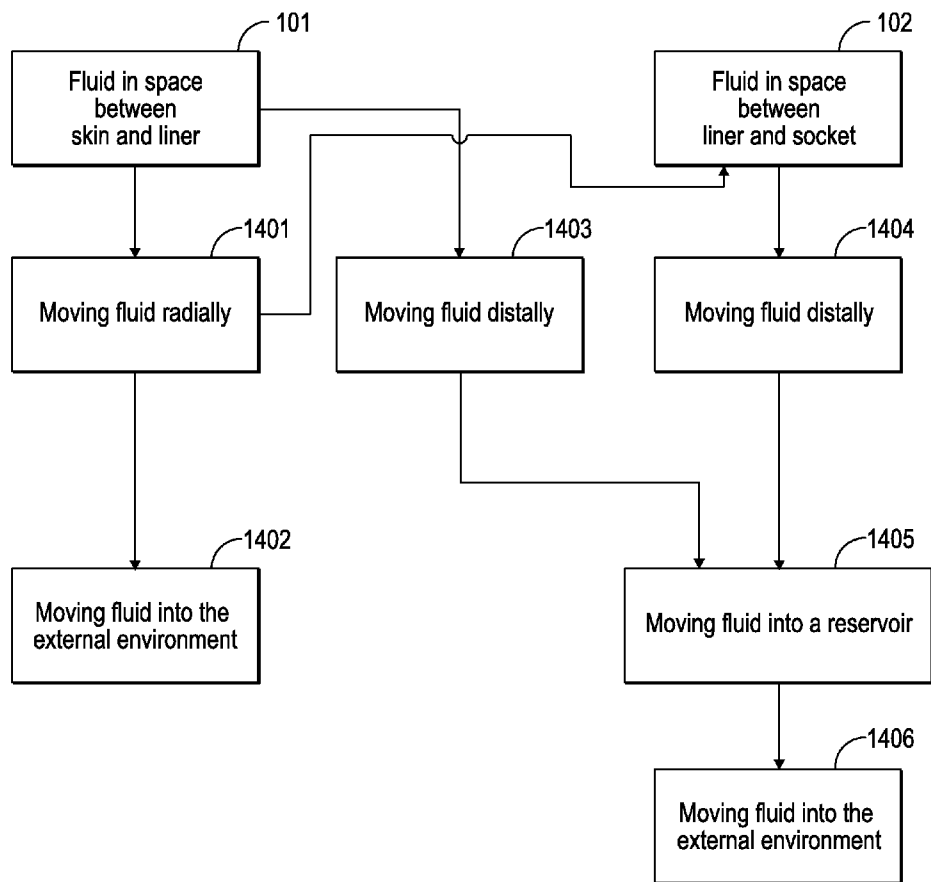 101
Fluid in space
between
skin and liner
102
Fluid in space
between
liner and socket
1401
Moving fluid radially
1403
Moving fluid distally
1404
Moving fluid distally
1402
Moving fluid into the
external environment
1405
Moving fluid into a reservoir
1406
Moving fluid into the
external environment